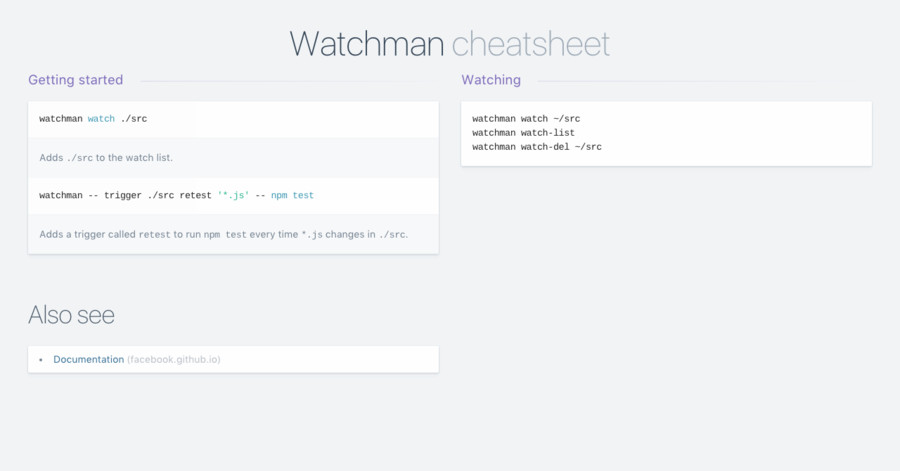 Watchman cheatsheet
Getting started
watchman watch ./src
Adds ./src to the watch list.
watchman -- trigger ./src retest '*.js' -- npm test
Adds a trigger called retest to run npm test every time *.js changes in ./src.
Watching
watchman watch ~/src
watchman watch-list
watchman watch-del ~/src
Also see
• Documentation (facebook.github.io)